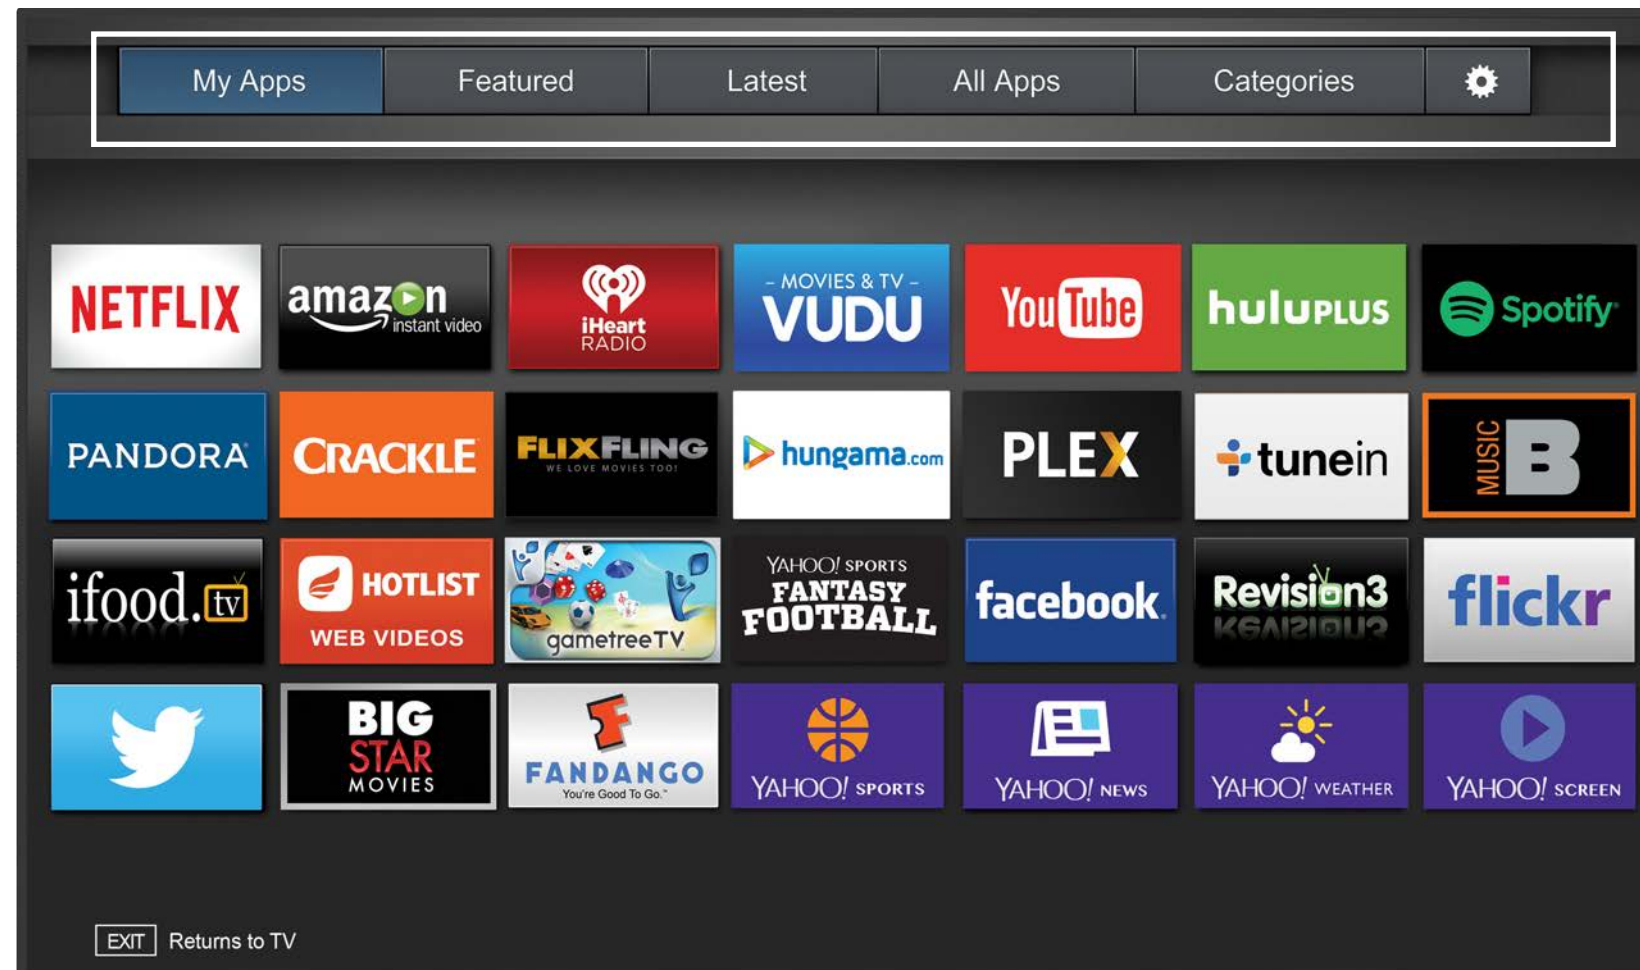 My Apps
Featured
Latest
All Apps
Categories
NETFLIX
amazon
instant video
iHeart
RADIO
- MOVIES & TV -
VUDU
YouTube
huluPLUS
Spotify
PANDORA
CRACKLE
FLIXFLING
WE LOVE MOVIES TOO!
hungama.com
PLEX
tunein
MUSIC B
ifood.tv
HOTLIST
WEB VIDEOS
gametreeTV
YAHOO! SPORTS
FANTASY
FOOTBALL
facebook
Revision3
flickr
BIG
STAR
MOVIES
FANDANGO
You're Good To Go.™
YAHOO! SPORTS
YAHOO! NEWS
YAHOO! WEATHER
YAHOO! SCREEN
EXIT Returns to TV